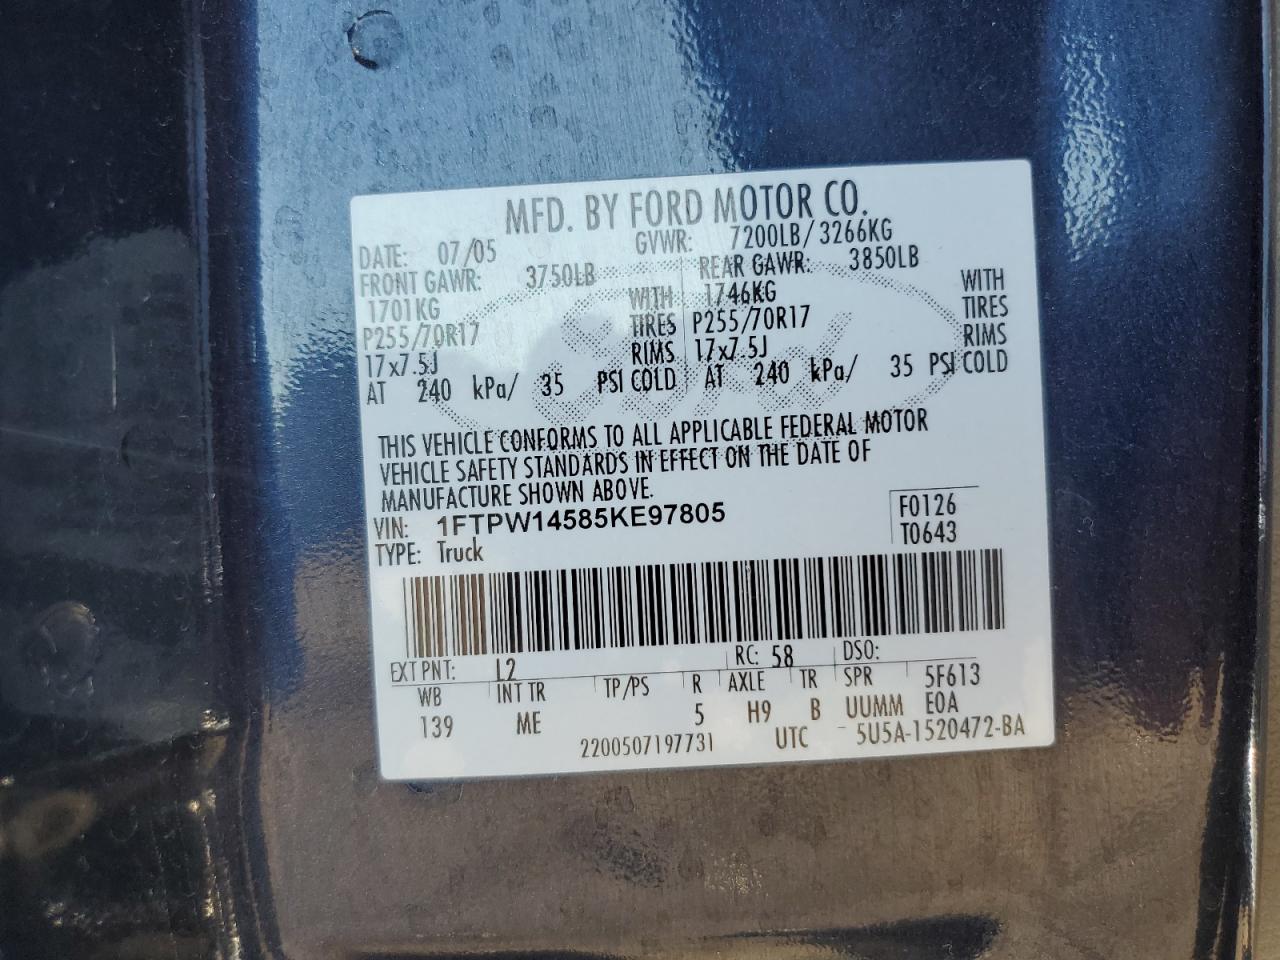 MFD. BY FORD MOTOR CO.
DATE: 07/05 GVWR: 7200LB/3266KG
FRONT GAWR: 3750LB REAR GAWR: 3850LB
1701KG WITH 1746KG WITH
P255/70R17 TIRES P255/70R17 TIRES
17x7.5J RIMS 17x7.5J RIMS
AT 240 kPa/ 35 PSI COLD AT 240 kPa/ 35 PSI COLD
THIS VEHICLE CONFORMS TO ALL APPLICABLE FEDERAL MOTOR
VEHICLE SAFETY STANDARDS IN EFFECT ON THE DATE OF
MANUFACTURE SHOWN ABOVE.
VIN: 1FTPW14585KE97805 F0126
TYPE: Truck T0643
EXT PNT: L2 RC: 58 DSO:
WB INT TR TP/PS R AXLE TR SPR 5F613
139 ME 5 H9 B UUMM E0A
2200507197731 UTC 5U5A-1520472-BA